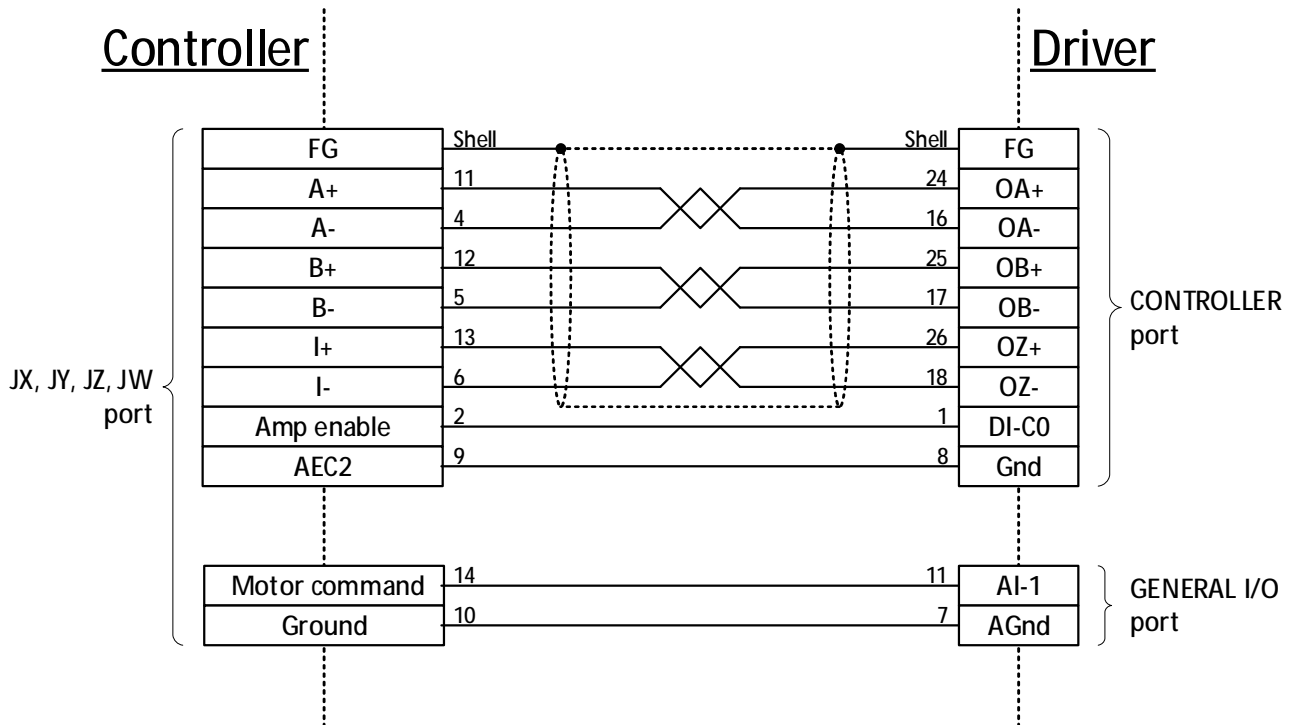 Controller Driver
FG Shell Shell FG
A+ 11 24 OA+
A- 4 16 OA-
B+ 12 25 OB+
B- 5 17 OB-
I+ 13 26 OZ+
I- 6 18 OZ-
Amp enable 2 1 DI-C0
AEC2 9 8 Gnd
CONTROLLER
port
JX, JY, JZ, JW
port
Motor command 14 11 AI-1
Ground 10 7 AGnd
GENERAL I/O
port